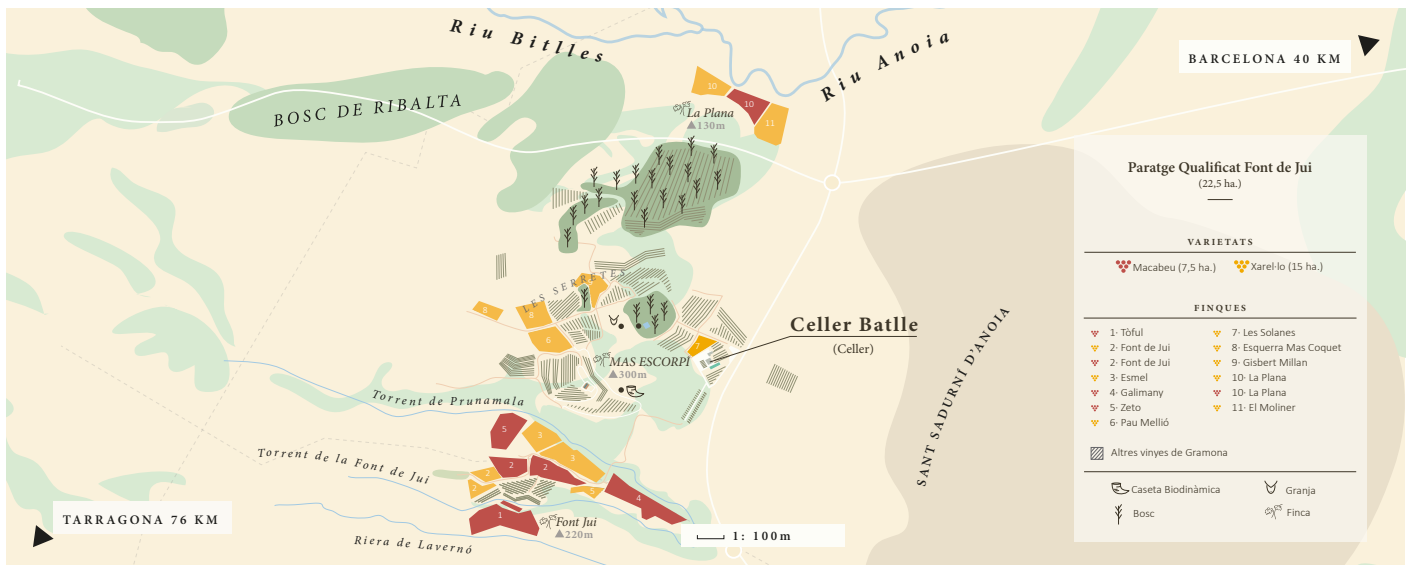 Riu Bitlles
Riu Anoia
BARCELONA 40 KM
BOSC DE RIBALTA
10
10
11
La Plana
130m
LES SERRETES
8
8
6
7
MAS ESCORPÍ
300m
Celler Batlle
(Celler)
SANT SADURNÍ D'ANOIA
Torrent de Prunamala
5
3
3
Torrent de la Font de Jui
2
2
2
2
4
1
Font Jui
220m
Riera de Lavernó
TARRAGONA 76 KM
1: 100m
Paratge Qualificat Font de Jui
(22,5 ha.)
VARIETATS
Macabeu (7,5 ha.)
Xarel·lo (15 ha.)
FINQUES
1· Tòful
2· Font de Jui
2· Font de Jui
3· Esmel
4· Galimany
5· Zeto
6· Pau Mellió
7· Les Solanes
8· Esquerra Mas Coquet
9· Gisbert Millan
10· La Plana
10· La Plana
11· El Moliner
Altres vinyes de Gramona
Caseta Biodinàmica
Granja
Bosc
Finca